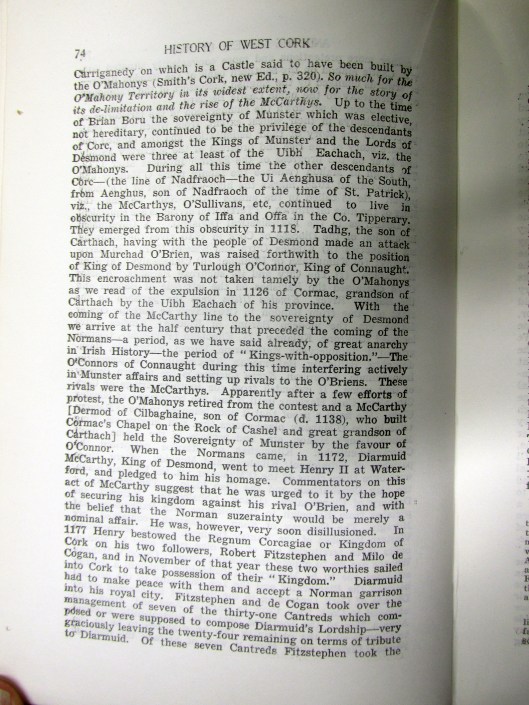 74
HISTORY OF WEST CORK
Carriganedy on which is a Castle said to have been built by
the O'Mahonys (Smith's Cork, new Ed., p. 320). So much for the
O'Mahony Territory in its widest extent, now for the story of
its de-limitation and the rise of the McCarthys. Up to the time
of Brian Boru the sovereignty of Munster which was elective,
not hereditary, continued to be the privilege of the descendants
of Corc, and amongst the Kings of Munster and the Lords of
Desmond were three at least of the Uibh Eachach, viz. the
O'Mahonys. During all this time the other descendants of
Corc—(the line of Nadfraoch—the Ui Aenghusa of the South,
from Aenghus, son of Nadfraoch of the time of St. Patrick),
viz., the McCarthys, O'Sullivans, etc, continued to live in
obscurity in the Barony of Iffa and Offa in the Co. Tipperary.
They emerged from this obscurity in 1118. Tadhg, the son of
Carthach, having with the people of Desmond made an attack
upon Murchad O'Brien, was raised forthwith to the position
of King of Desmond by Turlough O'Connor, King of Connaught.
This encroachment was not taken tamely by the O'Mahonys
as we read of the expulsion in 1126 of Cormac, grandson of
Carthach by the Uibh Eachach of his province. With the
coming of the McCarthy line to the sovereignty of Desmond
we arrive at the half century that preceded the coming of the
Normans—a period, as we have said already, of great anarchy
in Irish History—the period of "Kings-with-opposition."—The
O'Connors of Connaught during this time interfering actively
in Munster affairs and setting up rivals to the O'Briens. These
rivals were the McCarthys. Apparently after a few efforts of
protest, the O'Mahonys retired from the contest and a McCarthy
[Dermod of Cilbaghaine, son of Cormac (d. 1138), who built
Cormac's Chapel on the Rock of Cashel and great grandson of
Carthach] held the Sovereignty of Munster by the favour of
O'Connor. When the Normans came, in 1172, Diarmuid
McCarthy, King of Desmond, went to meet Henry II at Water-
ford, and pledged to him his homage. Commentators on this
act of McCarthy suggest that he was urged to it by the hope
of securing his kingdom against his rival O'Brien, and with
the belief that the Norman suzerainty would be merely a
nominal affair. He was, however, very soon disillusioned. In
1177 Henry bestowed the Regnum Corcagiae or Kingdom of
Cork on his two followers, Robert Fitzstephen and Milo de
Cogan, and in November of that year these two worthies sailed
into Cork to take possession of their "Kingdom." Diarmuid
had to make peace with them and accept a Norman garrison
into his royal city. Fitzstephen and de Cogan took over the
management of seven of the thirty-one Cantreds which com-
posed or were supposed to compose Diarmuid's Lordship—very
graciously leaving the twenty-four remaining on terms of tribute
to Diarmuid. Of these seven Cantreds Fitzstephen took the